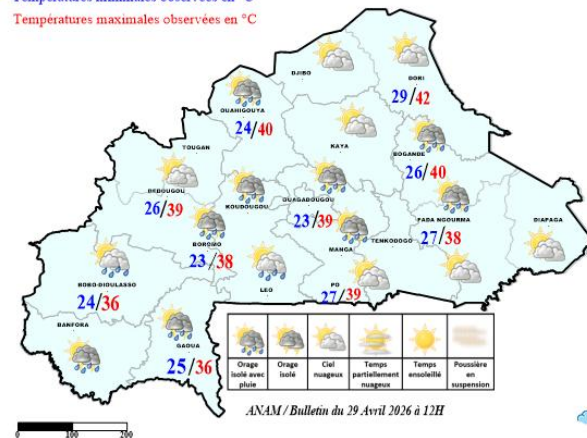 Températures maximales observées en °C
DJIBO
DORI
29/42
OUAHIGOUYA
24/40
TOUGAN
KAYA
BOGANDE
26/40
DEDOUGOU
26/39
KOUDOUGOU
OUAGADOUGOU
23/39
FADA NGOURMA
27/38
DIAPAGA
BOROMO
23/38
MANGA
TENKODOGO
BOBO-DIOULASSO
24/36
LEO
PO
27/39
BANFORA
GAOUA
25/36
Orage isolé avec pluie
Orage isolé
Ciel nuageux
Temps partiellement nuageux
Temps ensoleillé
Poussière en suspension
ANAM / Bulletin du 29 Avril 2026 à 12H
0 100 200